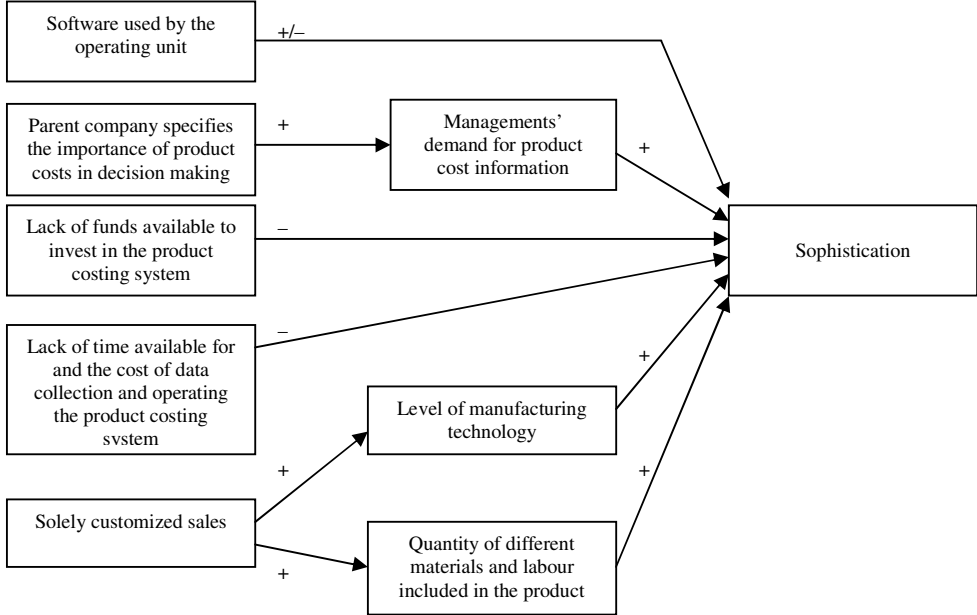 Software used by the
operating unit
+/–
Parent company specifies
the importance of product
costs in decision making
+
Managements'
demand for product
cost information
+
Lack of funds available to
invest in the product
costing system
–
Sophistication
Lack of time available for
and the cost of data
collection and operating
the product costing
system
–
Level of manufacturing
technology
+
Solely customized sales
+
+
Quantity of different
materials and labour
included in the product
+